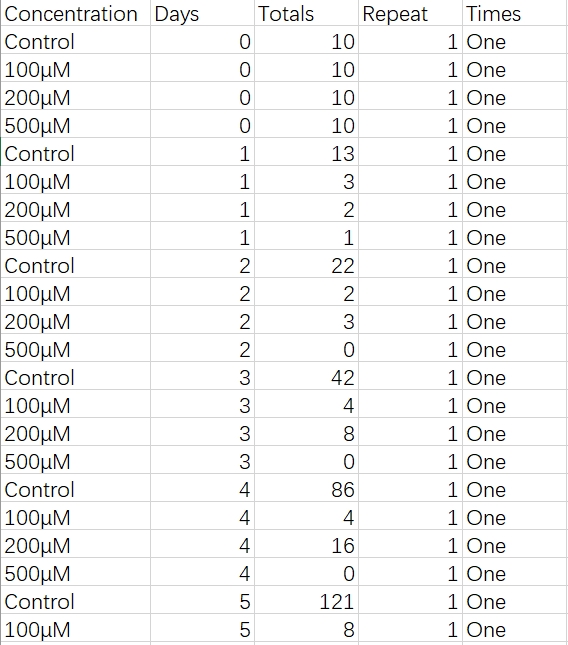 Concentration Days Totals Repeat Times
Control 0 10 1 One
100μM 0 10 1 One
200μM 0 10 1 One
500μM 0 10 1 One
Control 1 13 1 One
100μM 1 3 1 One
200μM 1 2 1 One
500μM 1 1 1 One
Control 2 22 1 One
100μM 2 2 1 One
200μM 2 3 1 One
500μM 2 0 1 One
Control 3 42 1 One
100μM 3 4 1 One
200μM 3 8 1 One
500μM 3 0 1 One
Control 4 86 1 One
100μM 4 4 1 One
200μM 4 16 1 One
500μM 4 0 1 One
Control 5 121 1 One
100μM 5 8 1 One